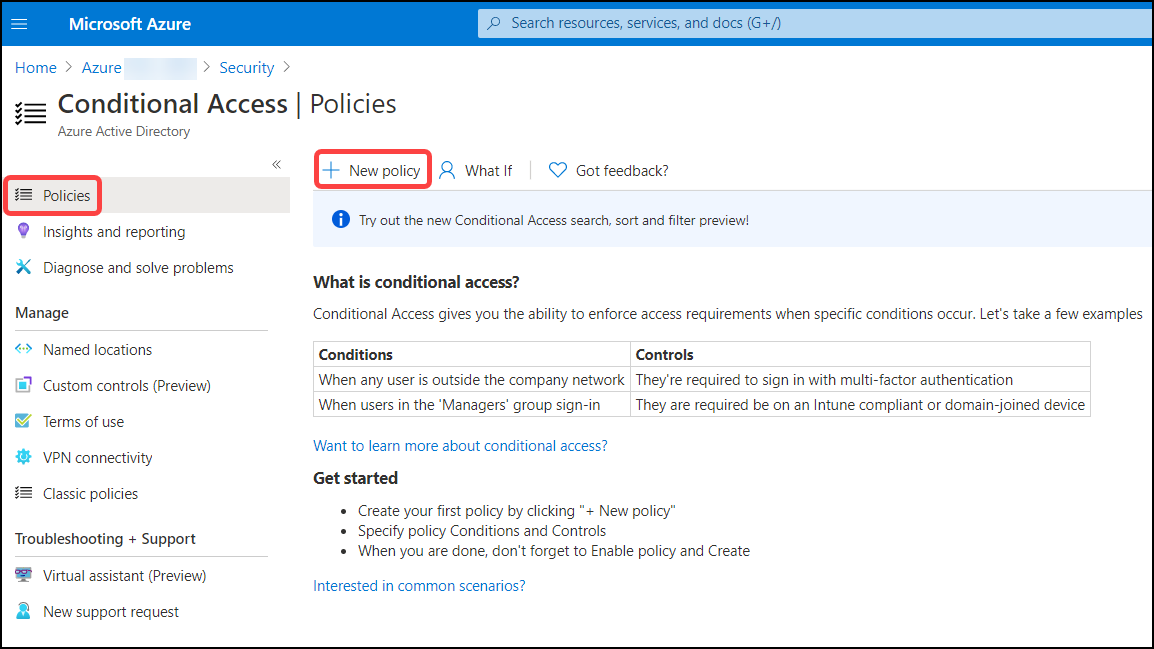 Microsoft Azure
Search resources, services, and docs (G+/)
Home > Azure > Security >
Conditional Access | Policies
Azure Active Directory
«
Policies
Insights and reporting
Diagnose and solve problems
Manage
Named locations
Custom controls (Preview)
Terms of use
VPN connectivity
Classic policies
Troubleshooting + Support
Virtual assistant (Preview)
New support request
+ New policy
What If
Got feedback?
Try out the new Conditional Access search, sort and filter preview!
What is conditional access?
Conditional Access gives you the ability to enforce access requirements when specific conditions occur. Let's take a few examples
Conditions Controls
When any user is outside the company network They're required to sign in with multi-factor authentication
When users in the 'Managers' group sign-in They are required be on an Intune compliant or domain-joined device
Want to learn more about conditional access?
Get started
• Create your first policy by clicking "+ New policy"
• Specify policy Conditions and Controls
• When you are done, don't forget to Enable policy and Create
Interested in common scenarios?